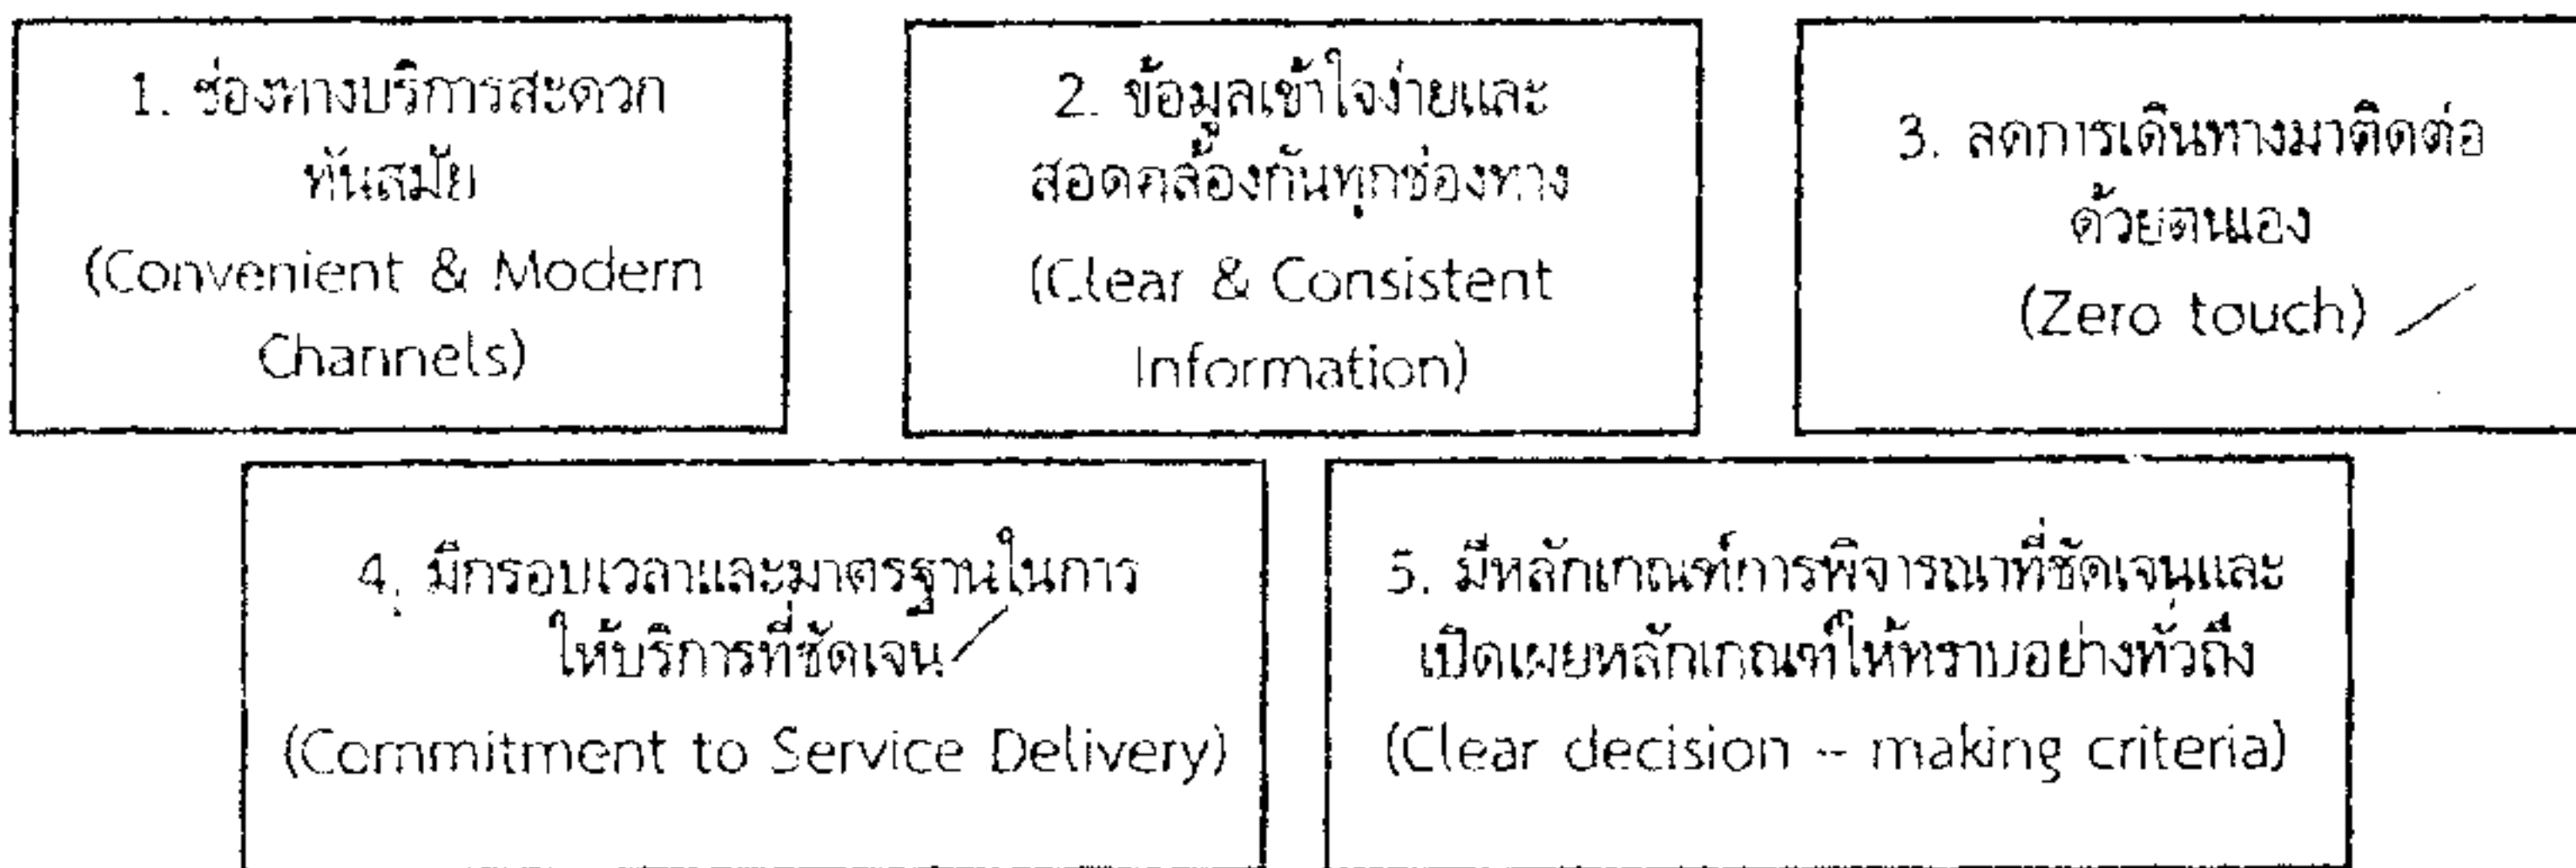 1. ช่องทางบริการสะดวก
ทันสมัย
(Convenient & Modern
Channels)
2. ข้อมูลเข้าใจง่ายและ
สอดคล้องกันทุกช่องทาง
(Clear & Consistent
Information)
3. ลดการเดินทางมาติดต่อ
ด้วยตนเอง
(Zero touch)
4. มีกรอบเวลาและมาตรฐานในการ
ให้บริการที่ชัดเจน
(Commitment to Service Delivery)
5. มีหลักเกณฑ์การพิจารณาที่ชัดเจนและ
เปิดเผยหลักเกณฑ์ให้ทราบอย่างทั่วถึง
(Clear decision -- making criteria)